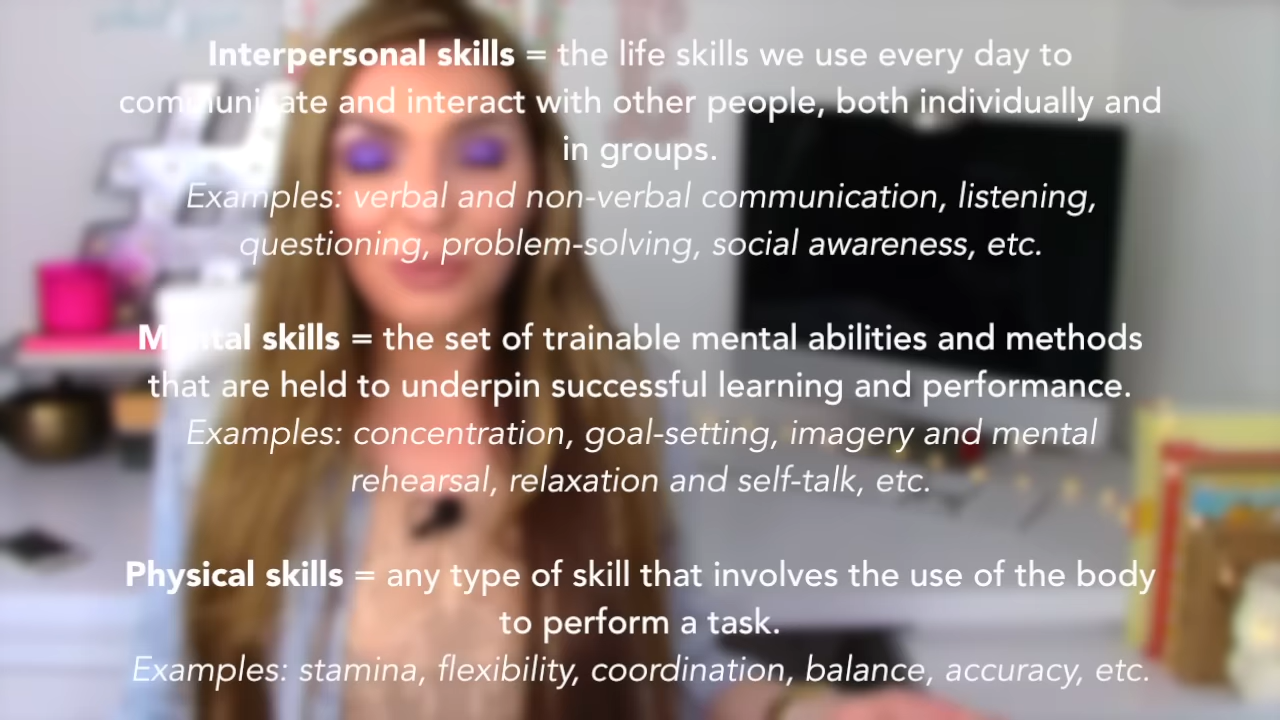 Interpersonal skills = the life skills we use every day to
communicate and interact with other people, both individually and
in groups.
Examples: verbal and non-verbal communication, listening,
questioning, problem-solving, social awareness, etc.
Mental skills = the set of trainable mental abilities and methods
that are held to underpin successful learning and performance.
Examples: concentration, goal-setting, imagery and mental
rehearsal, relaxation and self-talk, etc.
Physical skills = any type of skill that involves the use of the body
to perform a task.
Examples: stamina, flexibility, coordination, balance, accuracy, etc.